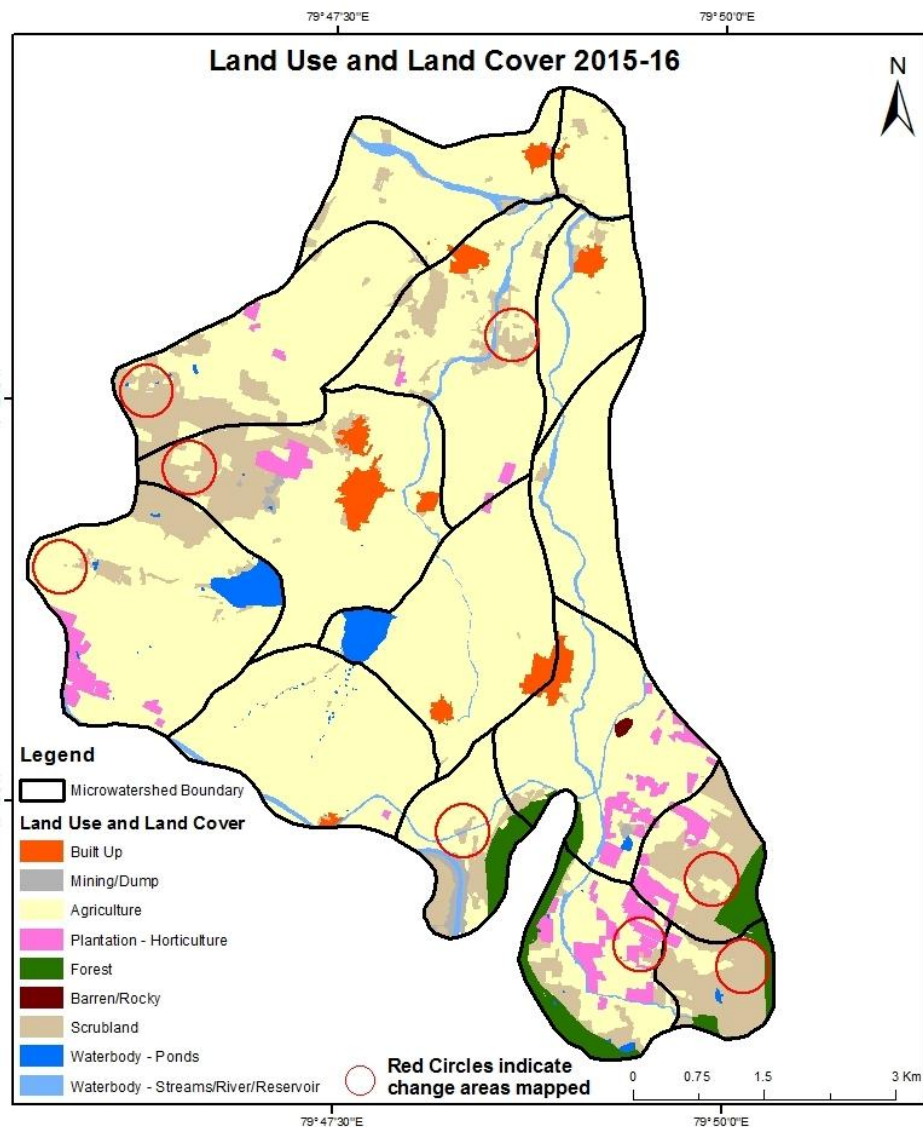 79°47'30"E
79°50'0"E
Land Use and Land Cover 2015-16
N
Legend
Microwatershed Boundary
Land Use and Land Cover
Built Up
Mining/Dump
Agriculture
Plantation - Horticulture
Forest
Barren/Rocky
Scrubland
Waterbody - Ponds
Waterbody - Streams/River/Reservoir
Red Circles indicate
change areas mapped
0 0.75 1.5 3 Km
79°47'30"E
79°50'0"E